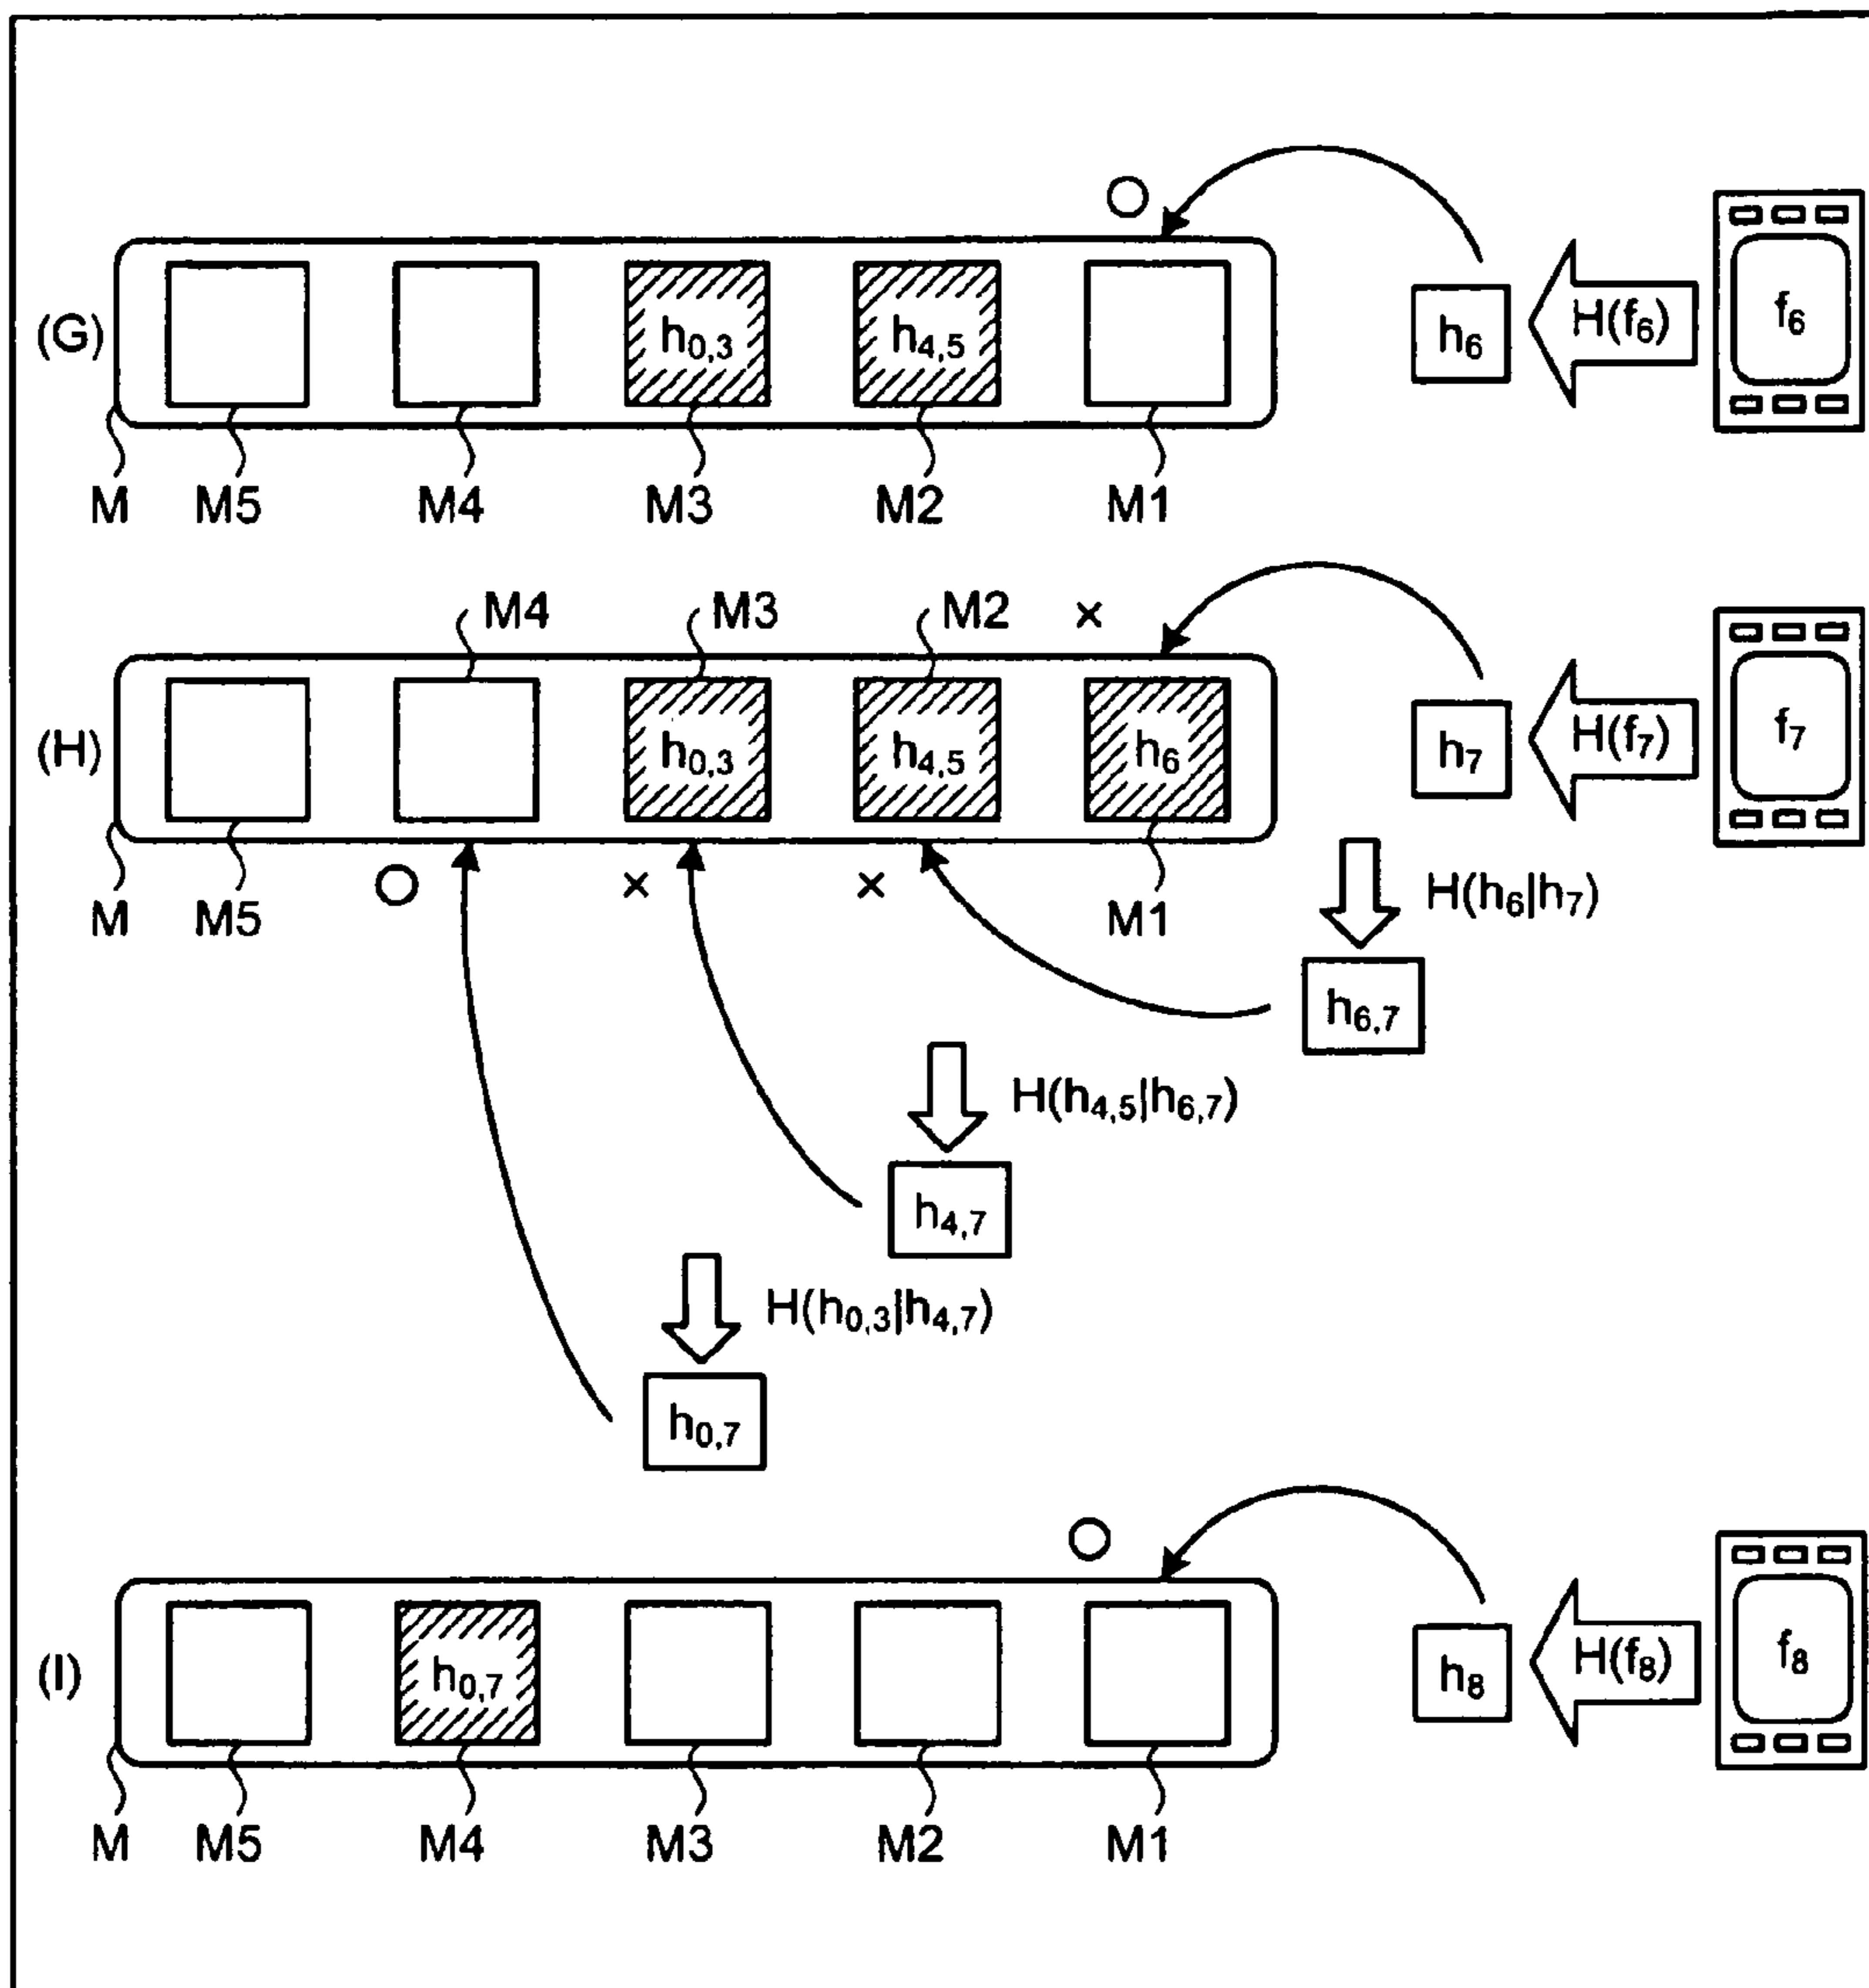 (G) h0,3 h4,5 h6 H(f6) f6
M M5 M4 M3 M2 M1
M4 M3 M2 ×
(H) h0,3 h4,5 h6 h7 H(f7) f7
× ×
M M5 M1 H(h6|h7)
h6,7
H(h4,5|h6,7)
h4,7
H(h0,3|h4,7)
h0,7
(I) h0,7 h8 H(f8) f8
M M5 M4 M3 M2 M1